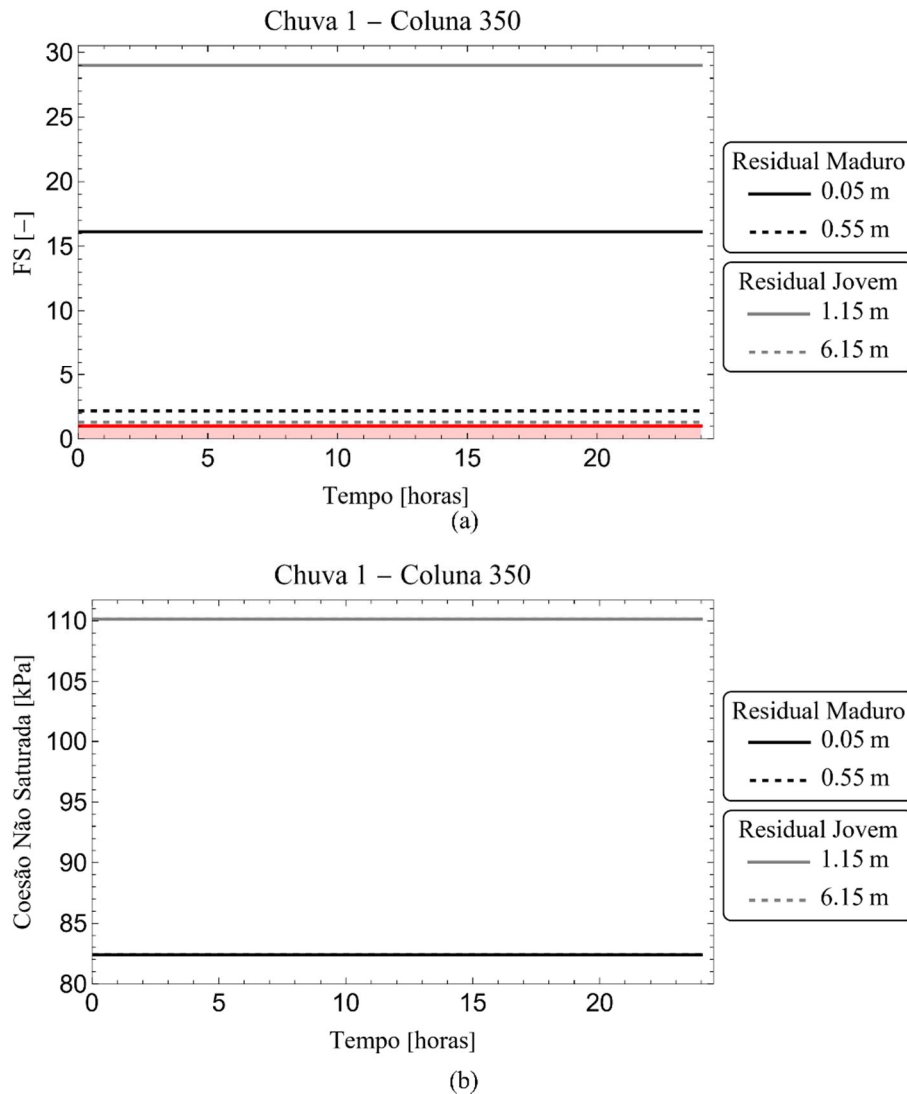 Chuva 1 – Coluna 350
30
25
20
15
10
5
0
FS [–]
0 5 10 15 20
Tempo [horas]
(a)
Residual Maduro
0.05 m
0.55 m
Residual Jovem
1.15 m
6.15 m
Chuva 1 – Coluna 350
110
105
100
95
90
85
80
Coesão Não Saturada [kPa]
0 5 10 15 20
Tempo [horas]
(b)
Residual Maduro
0.05 m
0.55 m
Residual Jovem
1.15 m
6.15 m